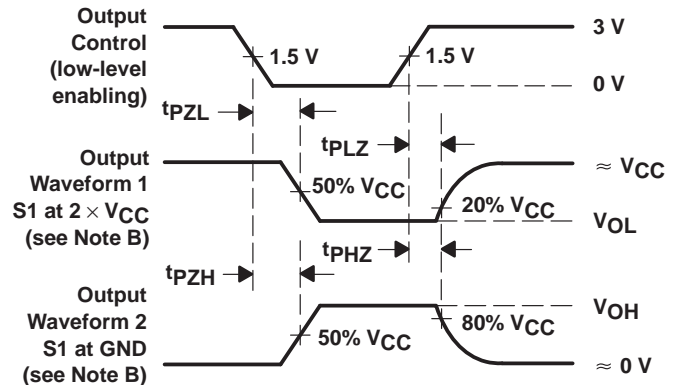 Output
Control
(low-level
enabling)
1.5 V
1.5 V
3 V
0 V
tPZL
tPLZ
Output
Waveform 1
S1 at 2 × VCC
(see Note B)
50% VCC
20% VCC
≈ VCC
VOL
tPZH
tPHZ
Output
Waveform 2
S1 at GND
(see Note B)
50% VCC
80% VCC
VOH
≈ 0 V